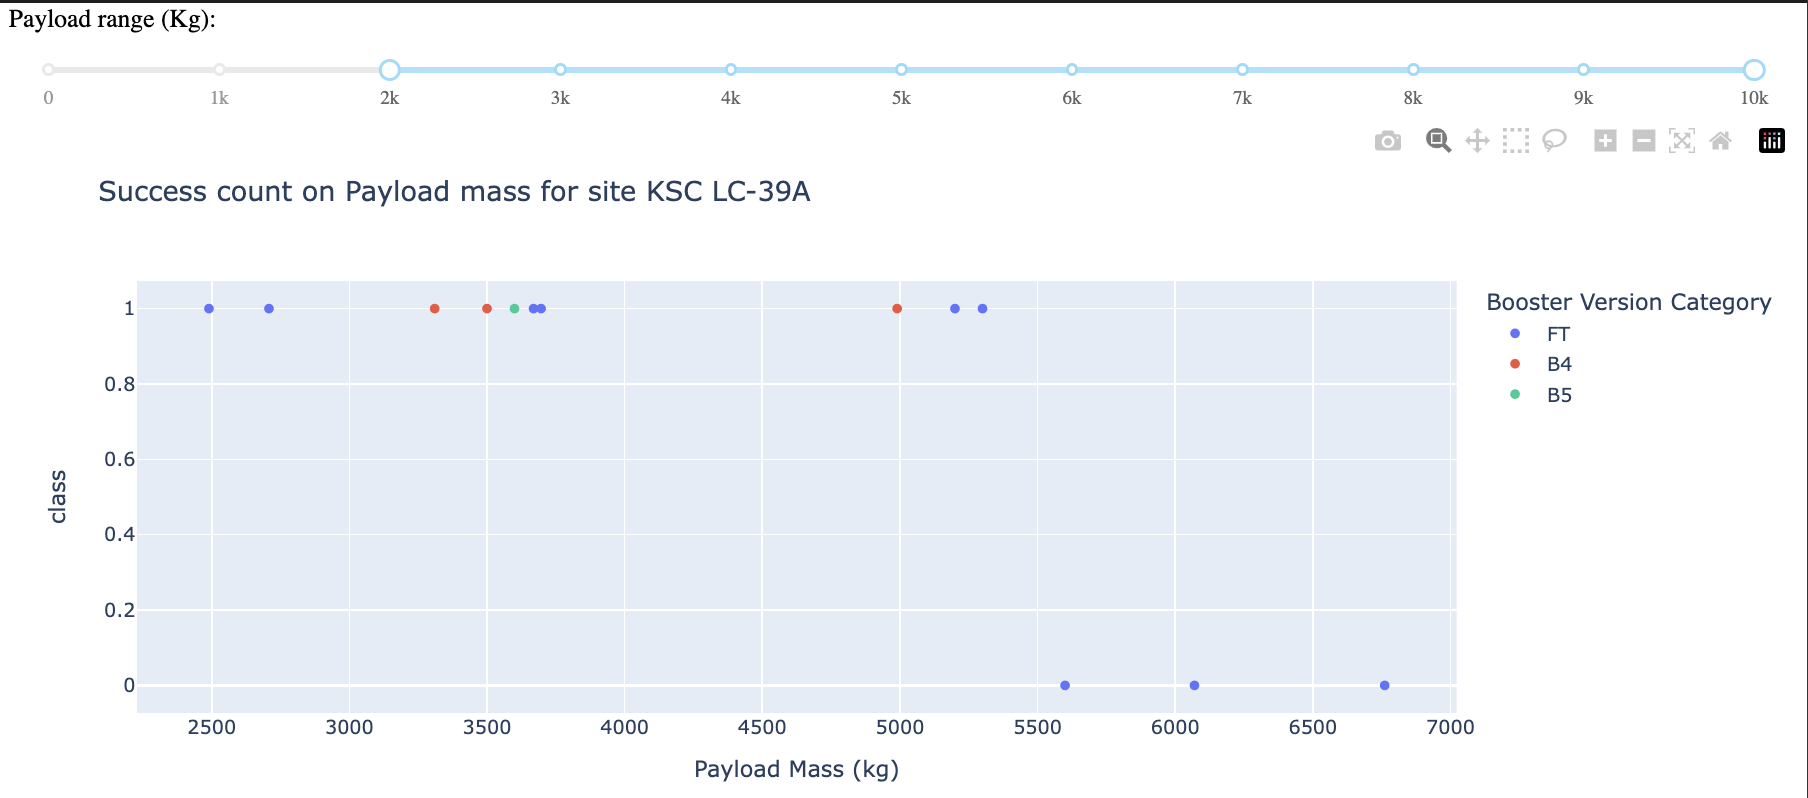 Payload range (Kg):
0 1k 2k 3k 4k 5k 6k 7k 8k 9k 10k
Success count on Payload mass for site KSC LC-39A
Booster Version Category
FT
B4
B5
class
1
0.8
0.6
0.4
0.2
0
2500 3000 3500 4000 4500 5000 5500 6000 6500 7000
Payload Mass (kg)